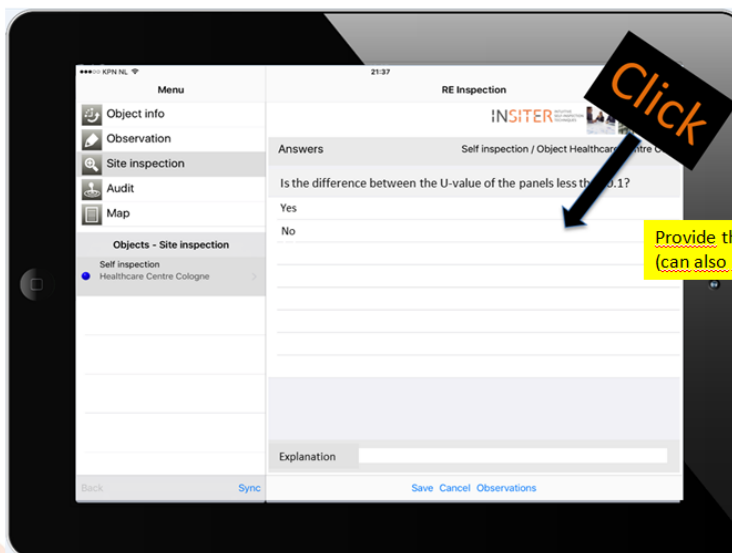 KPN NL
21:37
Menu
RE Inspection
Click
Object info
Observation
Site inspection
Audit
Map
INSITER
Answers
Self inspection / Object Healthcare
Is the difference between the U-value of the panels less 0.1?
Yes
No
Provide
(can also
Objects - Site inspection
Self inspection
Healthcare Centre Cologne
Explanation
Back
Sync
Save Cancel Observations